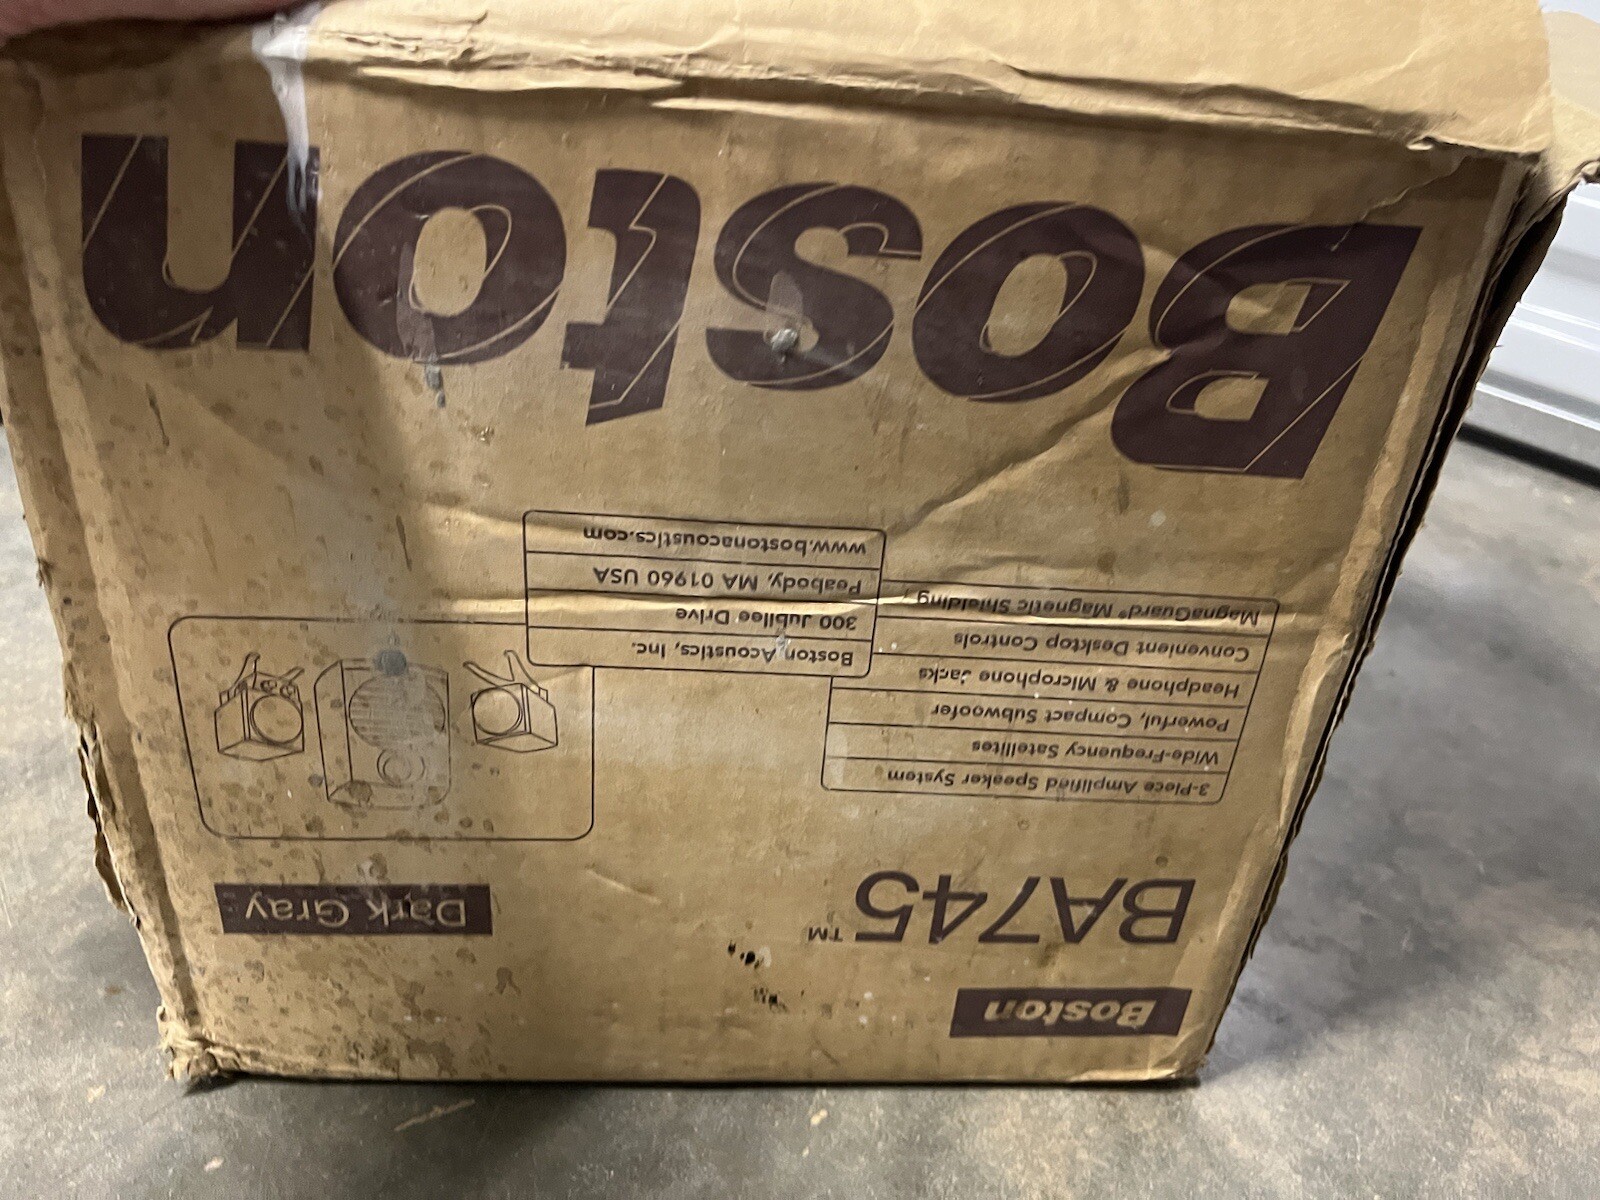 Boston
BA745™
Dark Gray
3-Piece Amplified Speaker System
Wide-Frequency Satellites
Powerful, Compact Subwoofer
Headphone & Microphone Jacks
Convenient Desktop Controls
MagnaGuard® Magnetic Shielding
Boston Acoustics, Inc.
300 Jubilee Drive
Peabody, MA 01960 USA
www.bostonacoustics.com
Boston